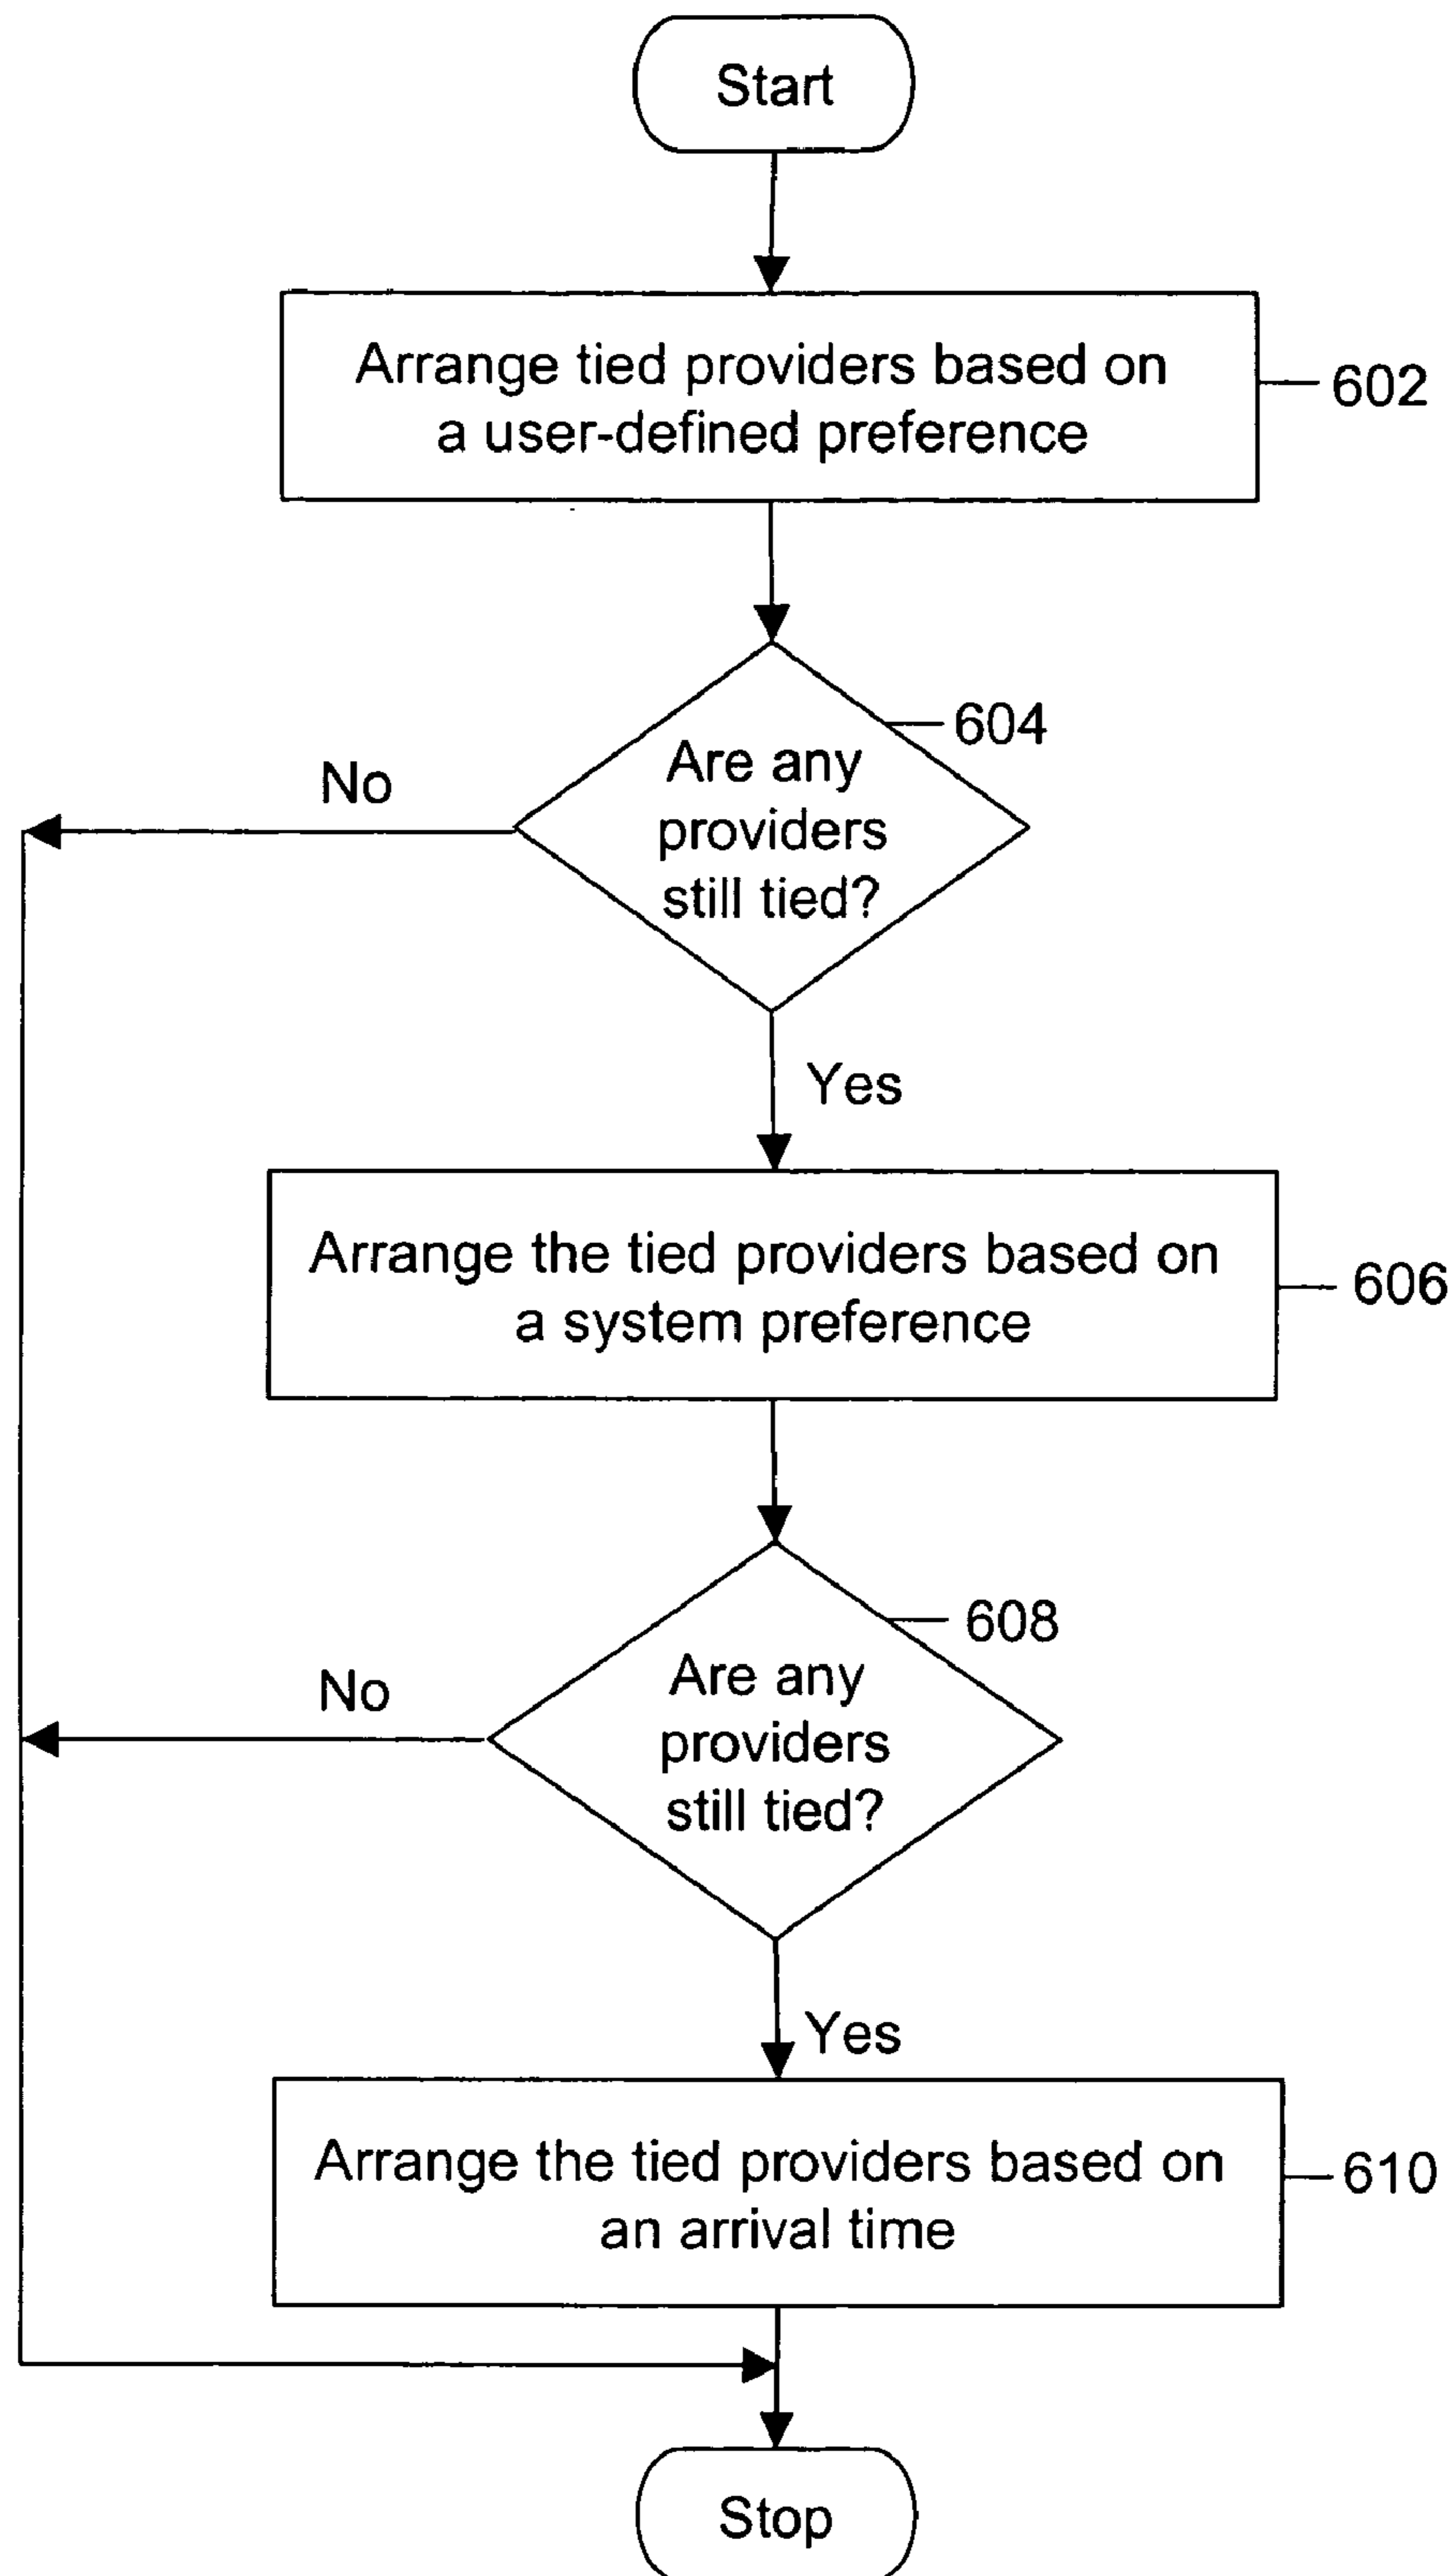 Start
Arrange tied providers based on
a user-defined preference
602
604
Are any
providers
still tied?
No
Yes
Arrange the tied providers based on
a system preference
606
608
Are any
providers
still tied?
No
Yes
Arrange the tied providers based on
an arrival time
610
Stop